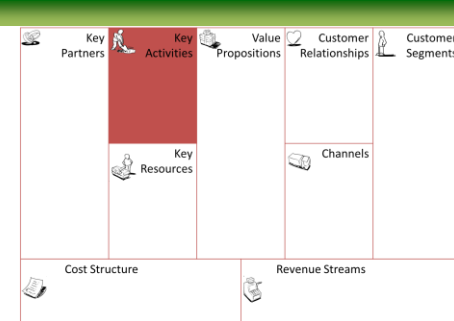 Key
Partners
Key
Activities
Value
Propositions
Customer
Relationships
Customer
Segments
Key
Resources
Channels
Cost Structure
Revenue Streams